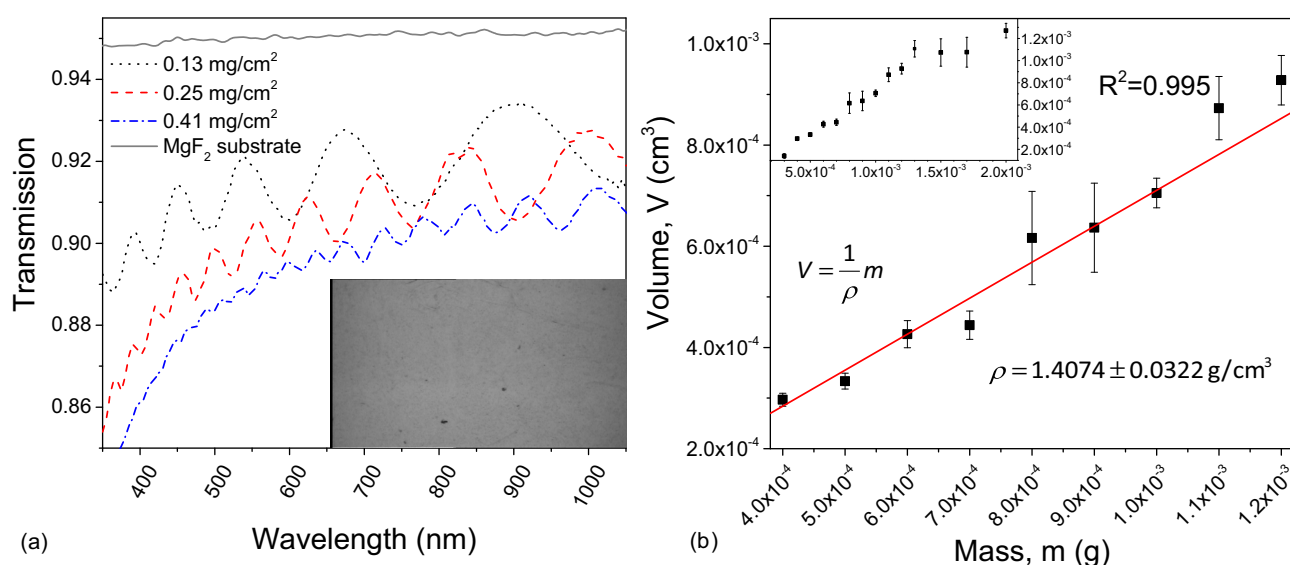 0.94
0.92
0.90
0.88
0.86
Transmission
0.13 mg/cm²
0.25 mg/cm²
0.41 mg/cm²
MgF₂ substrate
400
500
600
700
800
900
1000
Wavelength (nm)
(a)
1.0x10⁻³
8.0x10⁻⁴
6.0x10⁻⁴
4.0x10⁻⁴
2.0x10⁻⁴
Volume, V (cm³)
1.2x10⁻³
1.0x10⁻³
8.0x10⁻⁴
6.0x10⁻⁴
4.0x10⁻⁴
2.0x10⁻⁴
5.0x10⁻⁴
1.0x10⁻³
1.5x10⁻³
2.0x10⁻³
R²=0.995
V = 1/ρ m
ρ = 1.4074 ± 0.0322 g/cm³
4.0x10⁻⁴
5.0x10⁻⁴
6.0x10⁻⁴
7.0x10⁻⁴
8.0x10⁻⁴
9.0x10⁻⁴
1.0x10⁻³
1.1x10⁻³
1.2x10⁻³
Mass, m (g)
(b)